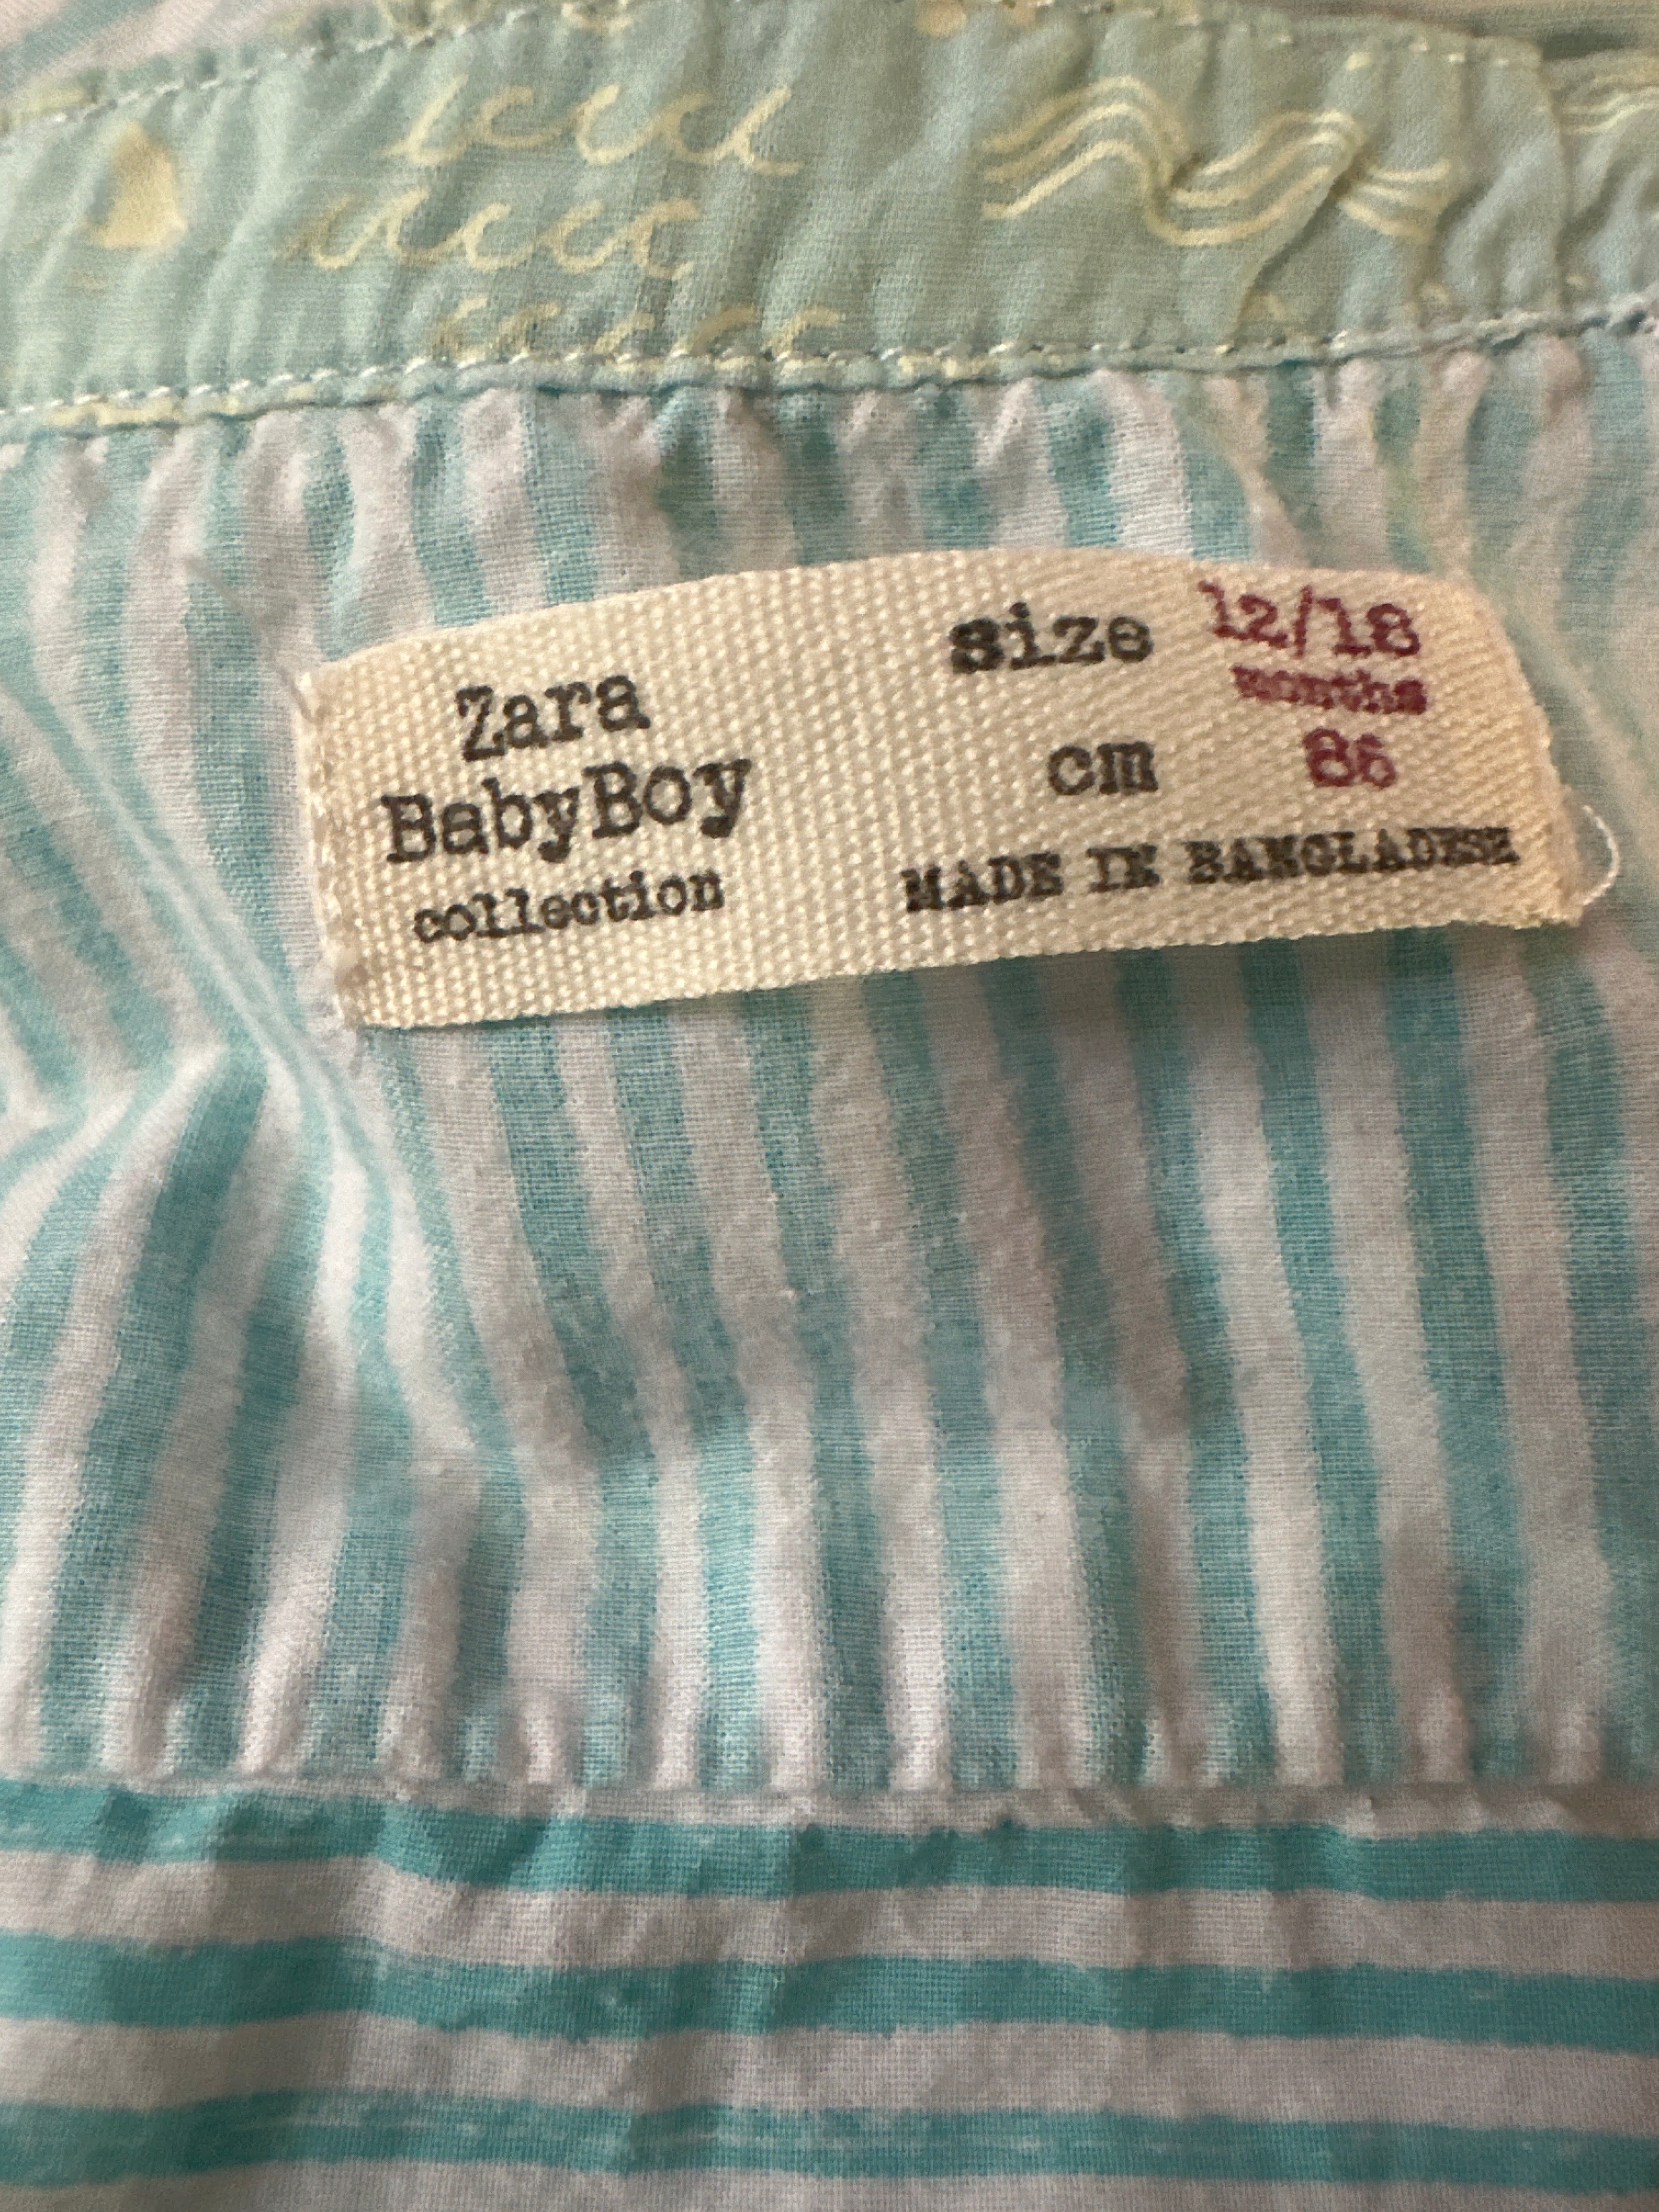 Zara
BabyBoy
collection
size 12/18
months
cm 86
MADE IN BANGLADESH